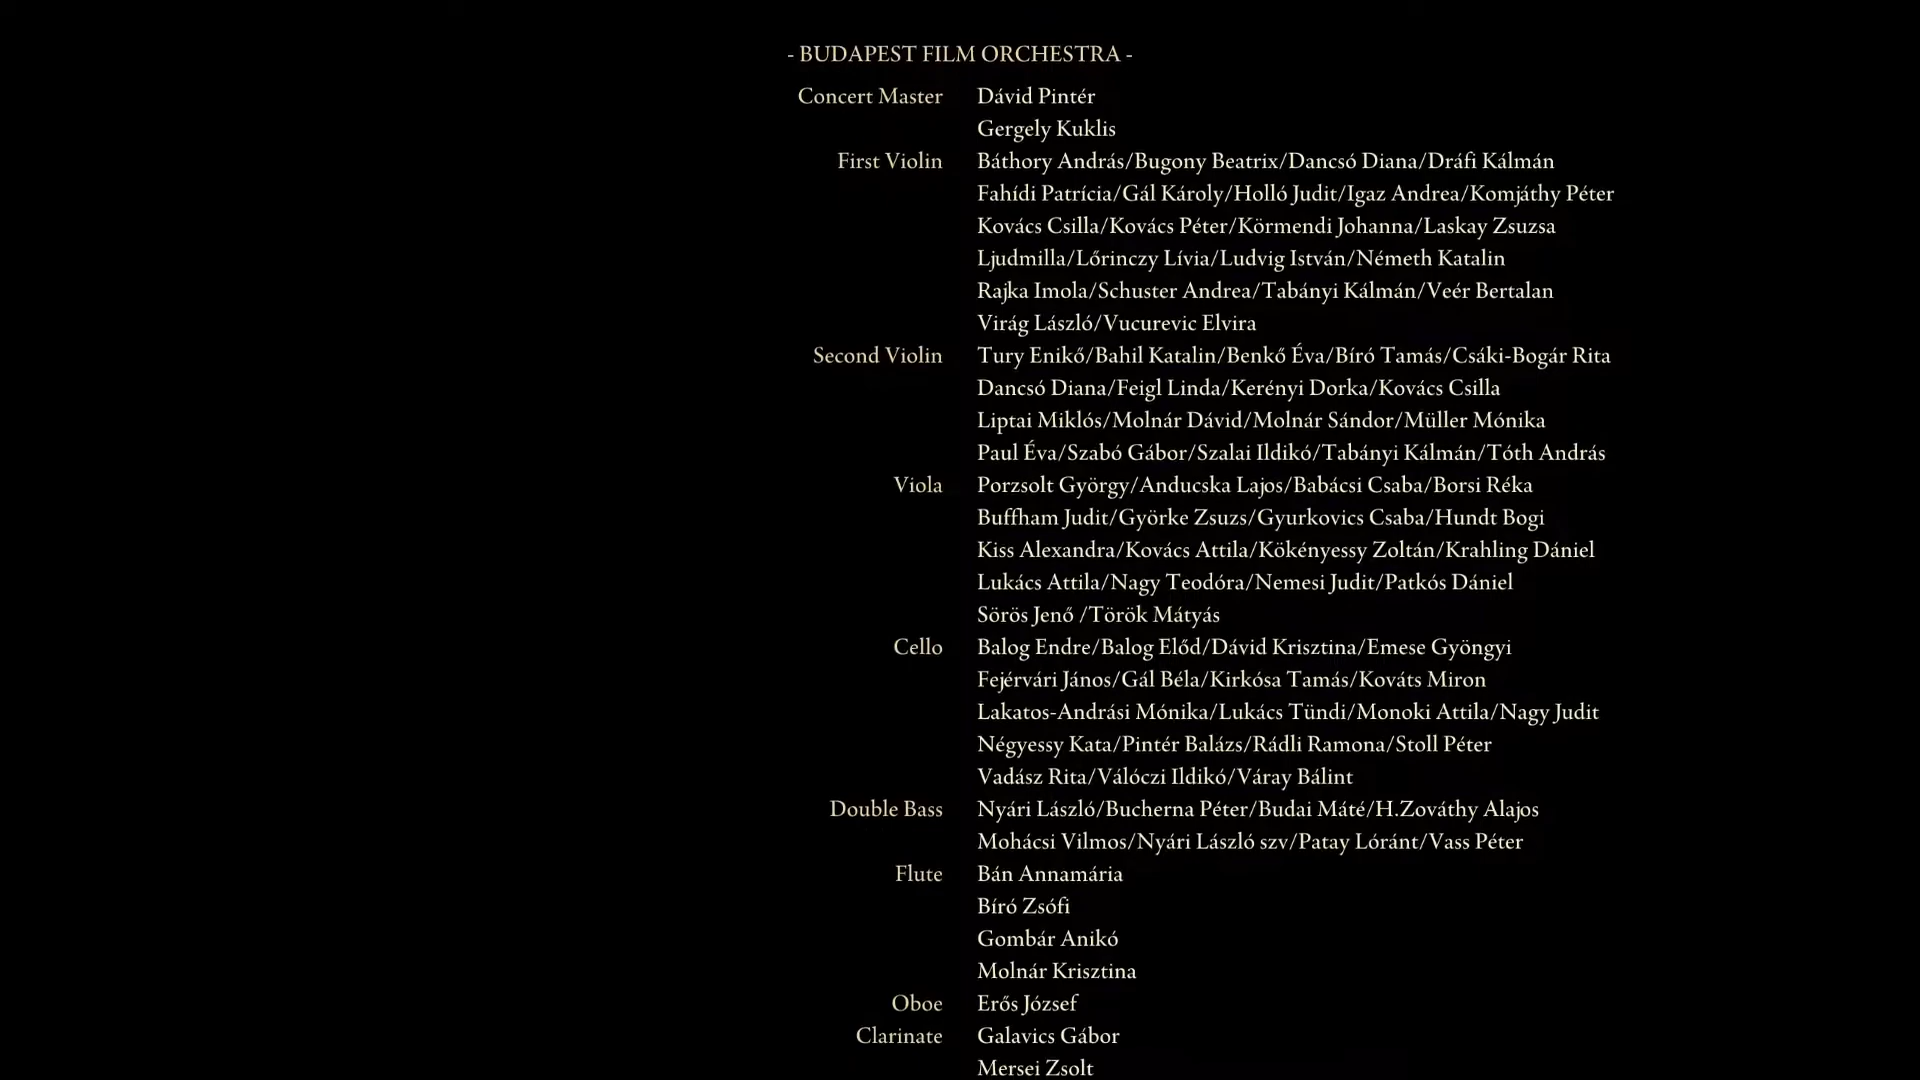 - BUDAPEST FILM ORCHESTRA -
Concert Master Dávid Pintér
Gergely Kuklis
First Violin Báthory András/Bugony Beatrix/Dancsó Diana/Dráfi Kálmán
Fahídi Patrícia/Gál Károly/Holló Judit/Igaz Andrea/Komjáthy Péter
Kovács Csilla/Kovács Péter/Körmendi Johanna/Laskay Zsuzsa
Ljudmilla/Lőrinczy Lívia/Ludvig István/Németh Katalin
Rajka Imola/Schuster Andrea/Tabányi Kálmán/Veér Bertalan
Virág László/Vucurevic Elvira
Second Violin Tury Enikő/Bahil Katalin/Benkő Éva/Bíró Tamás/Csáki-Bogár Rita
Dancsó Diana/Feigl Linda/Kerényi Dorka/Kovács Csilla
Liptai Miklós/Molnár Dávid/Molnár Sándor/Müller Mónika
Paul Éva/Szabó Gábor/Szalai Ildikó/Tabányi Kálmán/Tóth András
Viola Porzsolt György/Anducska Lajos/Babácsi Csaba/Borsi Réka
Buffham Judit/Györke Zsuzs/Gyurkovics Csaba/Hundt Bogi
Kiss Alexandra/Kovács Attila/Kökényessy Zoltán/Krahling Dániel
Lukács Attila/Nagy Teodóra/Nemesi Judit/Patkós Dániel
Sörös Jenő /Török Mátyás
Cello Balog Endre/Balog Előd/Dávid Krisztina/Emese Gyöngyi
Fejérvári János/Gál Béla/Kirkósa Tamás/Kováts Miron
Lakatos-Andrási Mónika/Lukács Tündi/Monoki Attila/Nagy Judit
Négyessy Kata/Pintér Balázs/Rádli Ramona/Stoll Péter
Vadász Rita/Válóczi Ildikó/Váray Bálint
Double Bass Nyári László/Bucherna Péter/Budai Máté/H.Zováthy Alajos
Mohácsi Vilmos/Nyári László szv/Patay Lóránt/Vass Péter
Flute Bán Annamária
Bíró Zsófi
Gombár Anikó
Molnár Krisztina
Oboe Erős József
Clarinate Galavics Gábor
Mersei Zsolt